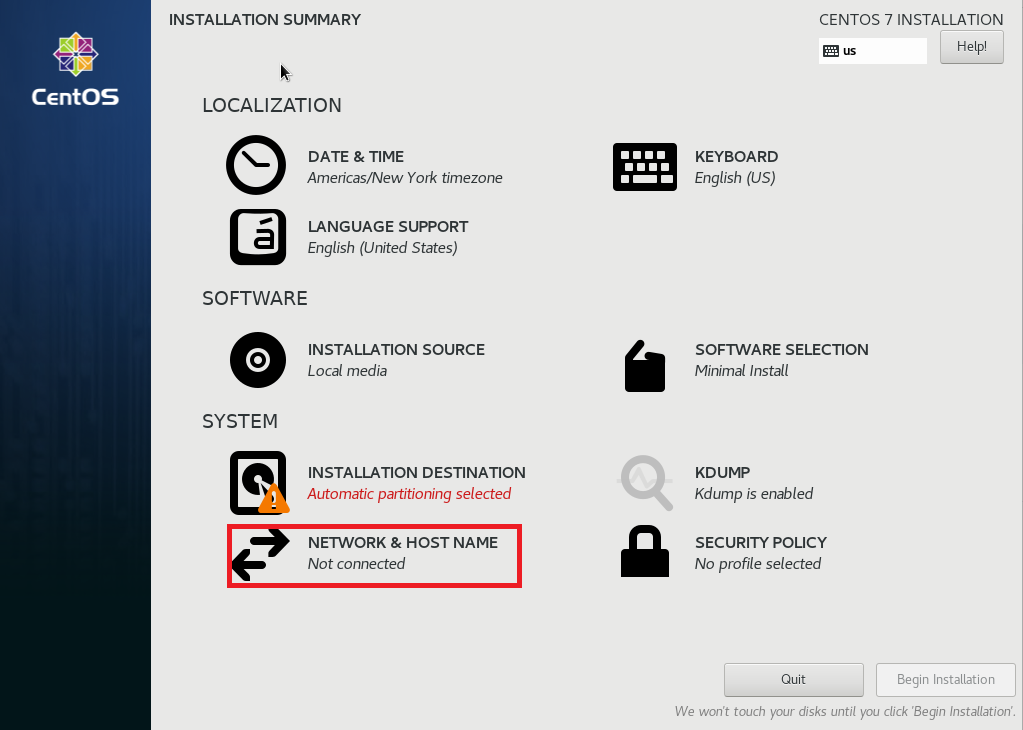 INSTALLATION SUMMARY
CENTOS 7 INSTALLATION
us
Help!
CentOS
LOCALIZATION
DATE & TIME
Americas/New York timezone
KEYBOARD
English (US)
á
LANGUAGE SUPPORT
English (United States)
SOFTWARE
INSTALLATION SOURCE
Local media
SOFTWARE SELECTION
Minimal Install
SYSTEM
INSTALLATION DESTINATION
Automatic partitioning selected
KDUMP
Kdump is enabled
NETWORK & HOST NAME
Not connected
SECURITY POLICY
No profile selected
Quit
Begin Installation
We won't touch your disks until you click 'Begin Installation'.